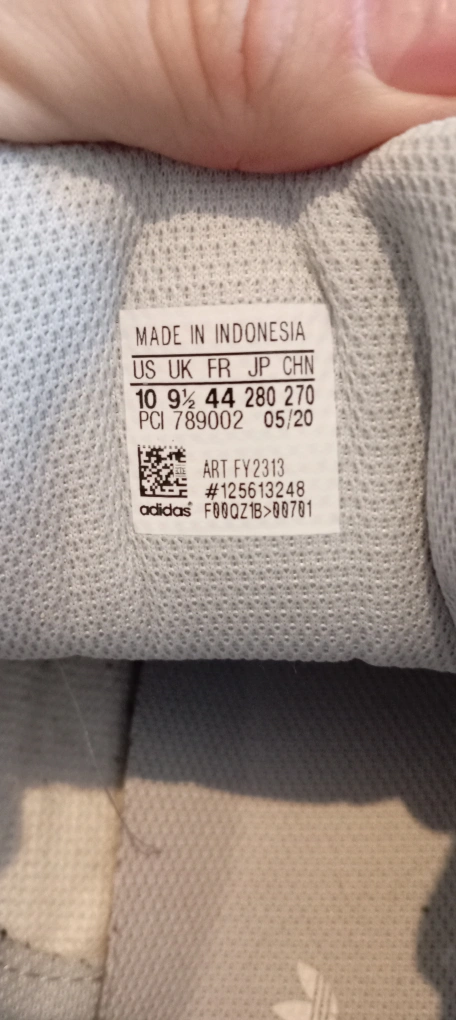 MADE IN INDONESIA
US UK FR JP CHN
10 9½ 44 280 270
PCI 789002 05/20
ART FY2313
#125613248
adidas F00QZ1B>00701